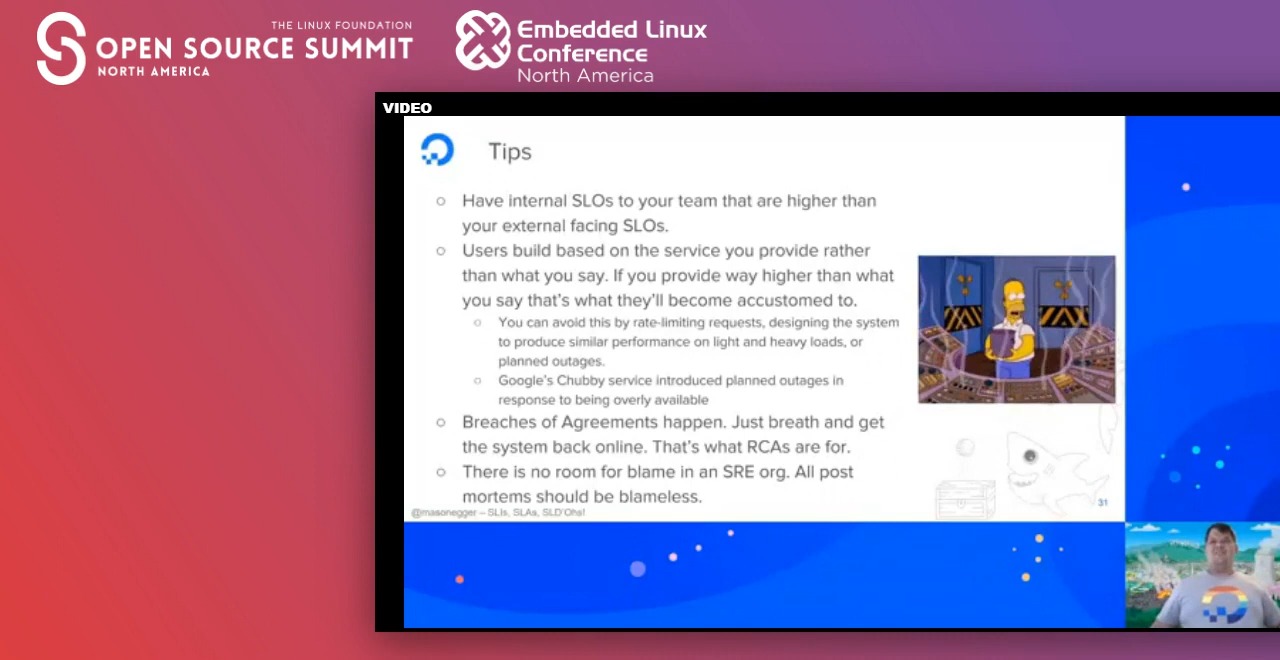 THE LINUX FOUNDATION
OPEN SOURCE SUMMIT
NORTH AMERICA
Embedded Linux
Conference
North America
VIDEO
Tips
Have internal SLOs to your team that are higher than
your external facing SLOs.
Users build based on the service you provide rather
than what you say. If you provide way higher than what
you say that's what they'll become accustomed to.
You can avoid this by rate-limiting requests, designing the system
to produce similar performance on light and heavy loads, or
planned outages.
Google's Chubby service introduced planned outages in
response to being overly available
Breaches of Agreements happen. Just breath and get
the system back online. That's what RCAs are for.
There is no room for blame in an SRE org. All post
mortems should be blameless.
@masonegger – SLIs, SLAs, SLD'Ohs!
31